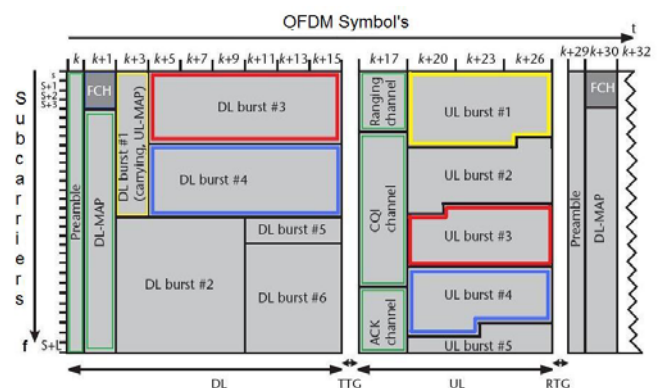 OFDM Symbol's
t
k k+1 k+3 k+5 k+7 k+9 k+11 k+13 k+15 k+17 k+20 k+23 k+26 k+29 k+30 k+32
Subcarriers
f
s
S+1
S+2
S+3
S+L
Preamble
FCH
DL-MAP
DL burst #1
(carrying, UL-MAP)
DL burst #3
DL burst #4
DL burst #2
DL burst #5
DL burst #6
Ranging
channel
CQI
channel
ACK
channel
UL burst #1
UL burst #2
UL burst #3
UL burst #4
UL burst #5
Preamble
FCH
DL-MAP
DL TTG UL RTG